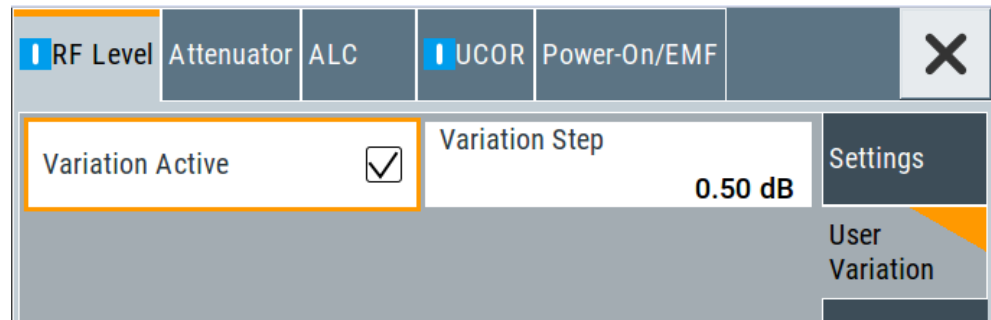 RF Level Attenuator ALC UCOR Power-On/EMF
Variation Active
Variation Step
0.50 dB
Settings
User
Variation